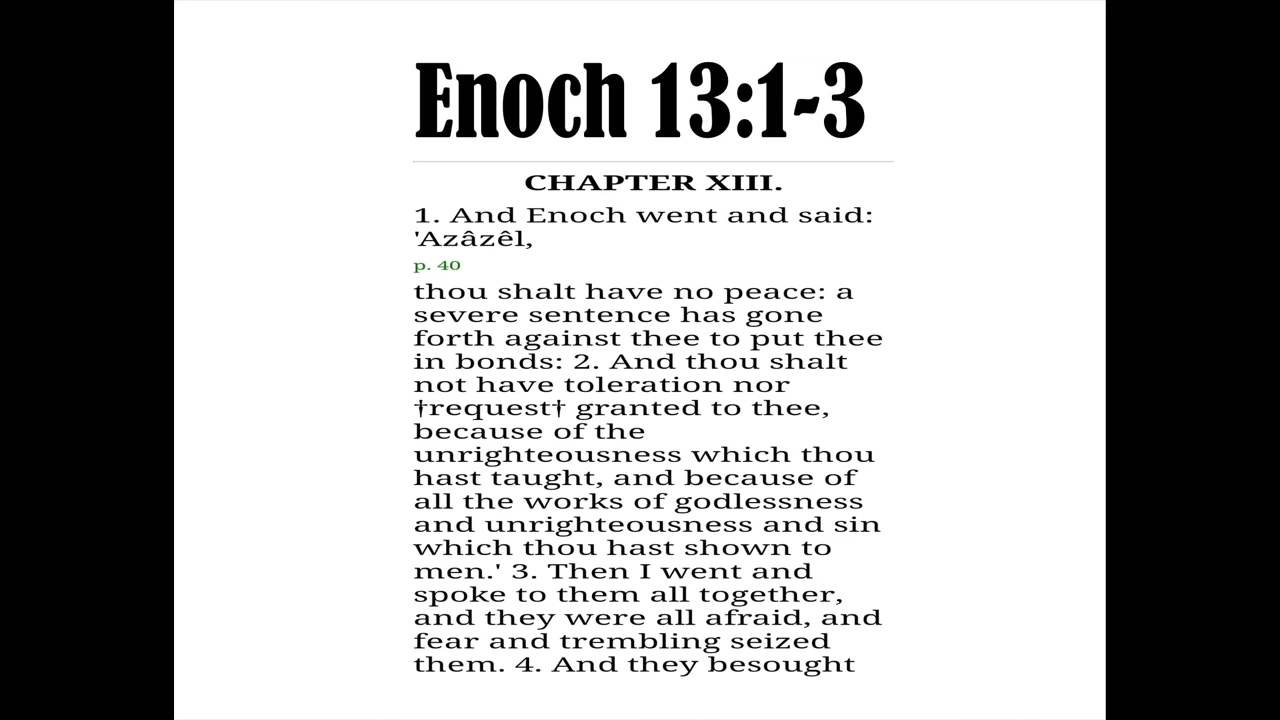 Enoch 13:1-3
CHAPTER XIII.
1. And Enoch went and said:
'Azâzêl,
p. 40
thou shalt have no peace: a
severe sentence has gone
forth against thee to put thee
in bonds: 2. And thou shalt
not have toleration nor
†request† granted to thee,
because of the
unrighteousness which thou
hast taught, and because of
all the works of godlessness
and unrighteousness and sin
which thou hast shown to
men.' 3. Then I went and
spoke to them all together,
and they were all afraid, and
fear and trembling seized
them. 4. And they besought